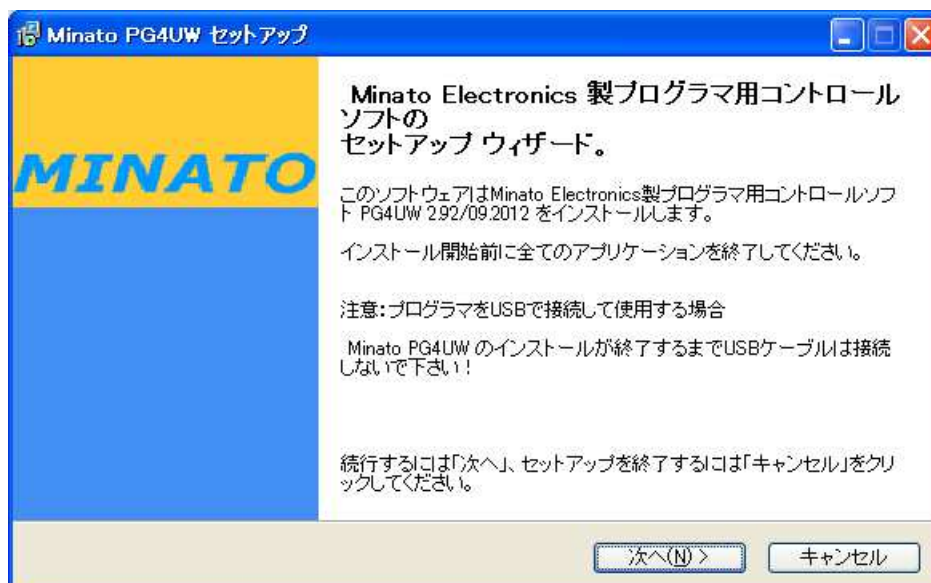 Minato PG4UW セットアップ
MINATO
Minato Electronics 製プログラマ用コントロール
ソフトの
セットアップ ウィザード。
このソフトウェアはMinato Electronics製プログラマ用コントロールソフ
ト PG4UW 2.92/09.2012 をインストールします。
インストール開始前に全てのアプリケーションを終了してください。
注意：プログラマをUSBで接続して使用する場合
Minato PG4UW のインストールが終了するまでUSBケーブルは接続
しないで下さい！
続行するには「次へ」、セットアップを終了するには「キャンセル」をクリ
ックしてください。
次へ(N) >
キャンセル